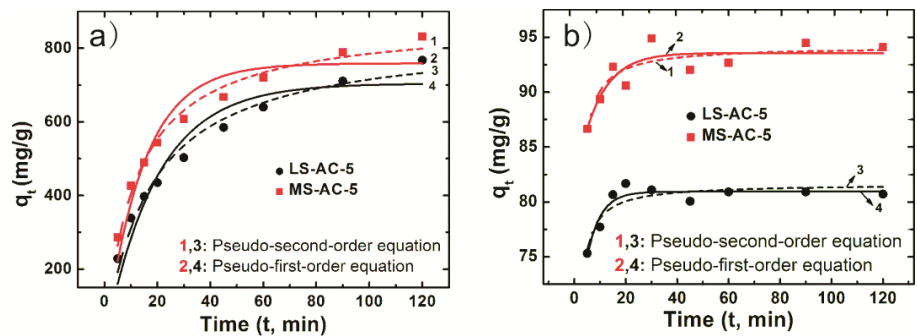 a)
q_t (mg/g)
800
600
400
200
1
2
3
4
LS-AC-5
MS-AC-5
1,3: Pseudo-second-order equation
2,4: Pseudo-first-order equation
0 20 40 60 80 100 120
Time (t, min)
b)
q_t (mg/g)
95
90
85
80
75
2
1
LS-AC-5
MS-AC-5
3
4
1,3: Pseudo-second-order equation
2,4: Pseudo-first-order equation
0 20 40 60 80 100 120
Time (t, min)